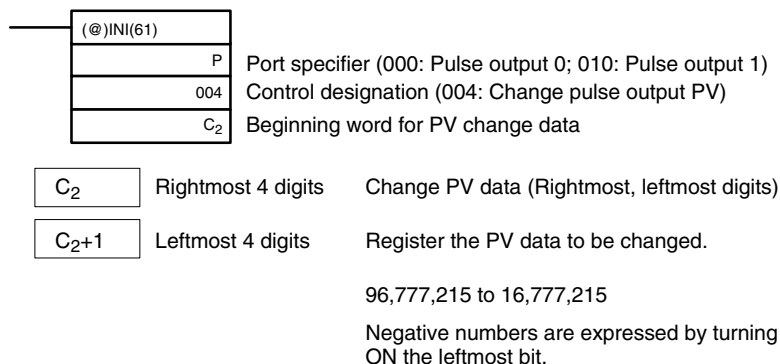 (@)INI(61)
P Port specifier (000: Pulse output 0; 010: Pulse output 1)
004 Control designation (004: Change pulse output PV)
C2 Beginning word for PV change data
C2 Rightmost 4 digits Change PV data (Rightmost, leftmost digits)
C2+1 Leftmost 4 digits Register the PV data to be changed.
96,777,215 to 16,777,215
Negative numbers are expressed by turning
ON the leftmost bit.